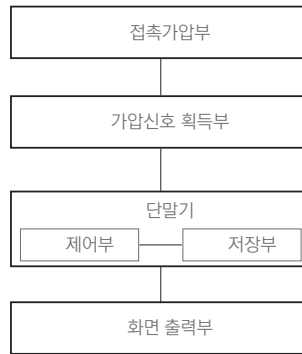 접촉가압부
가압신호 획득부
단말기
제어부 저장부
화면 출력부